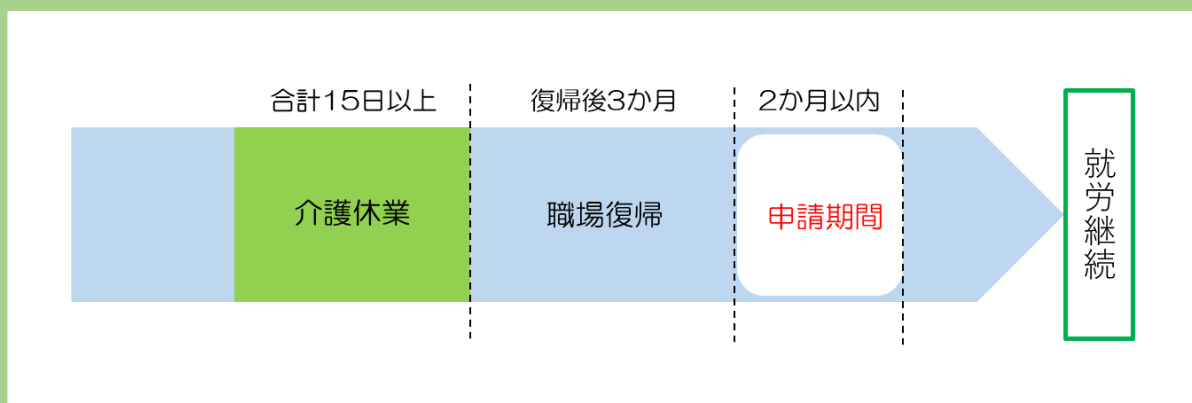 合計15日以上
復帰後3か月
2か月以内
介護休業
職場復帰
申請期間
就労継続